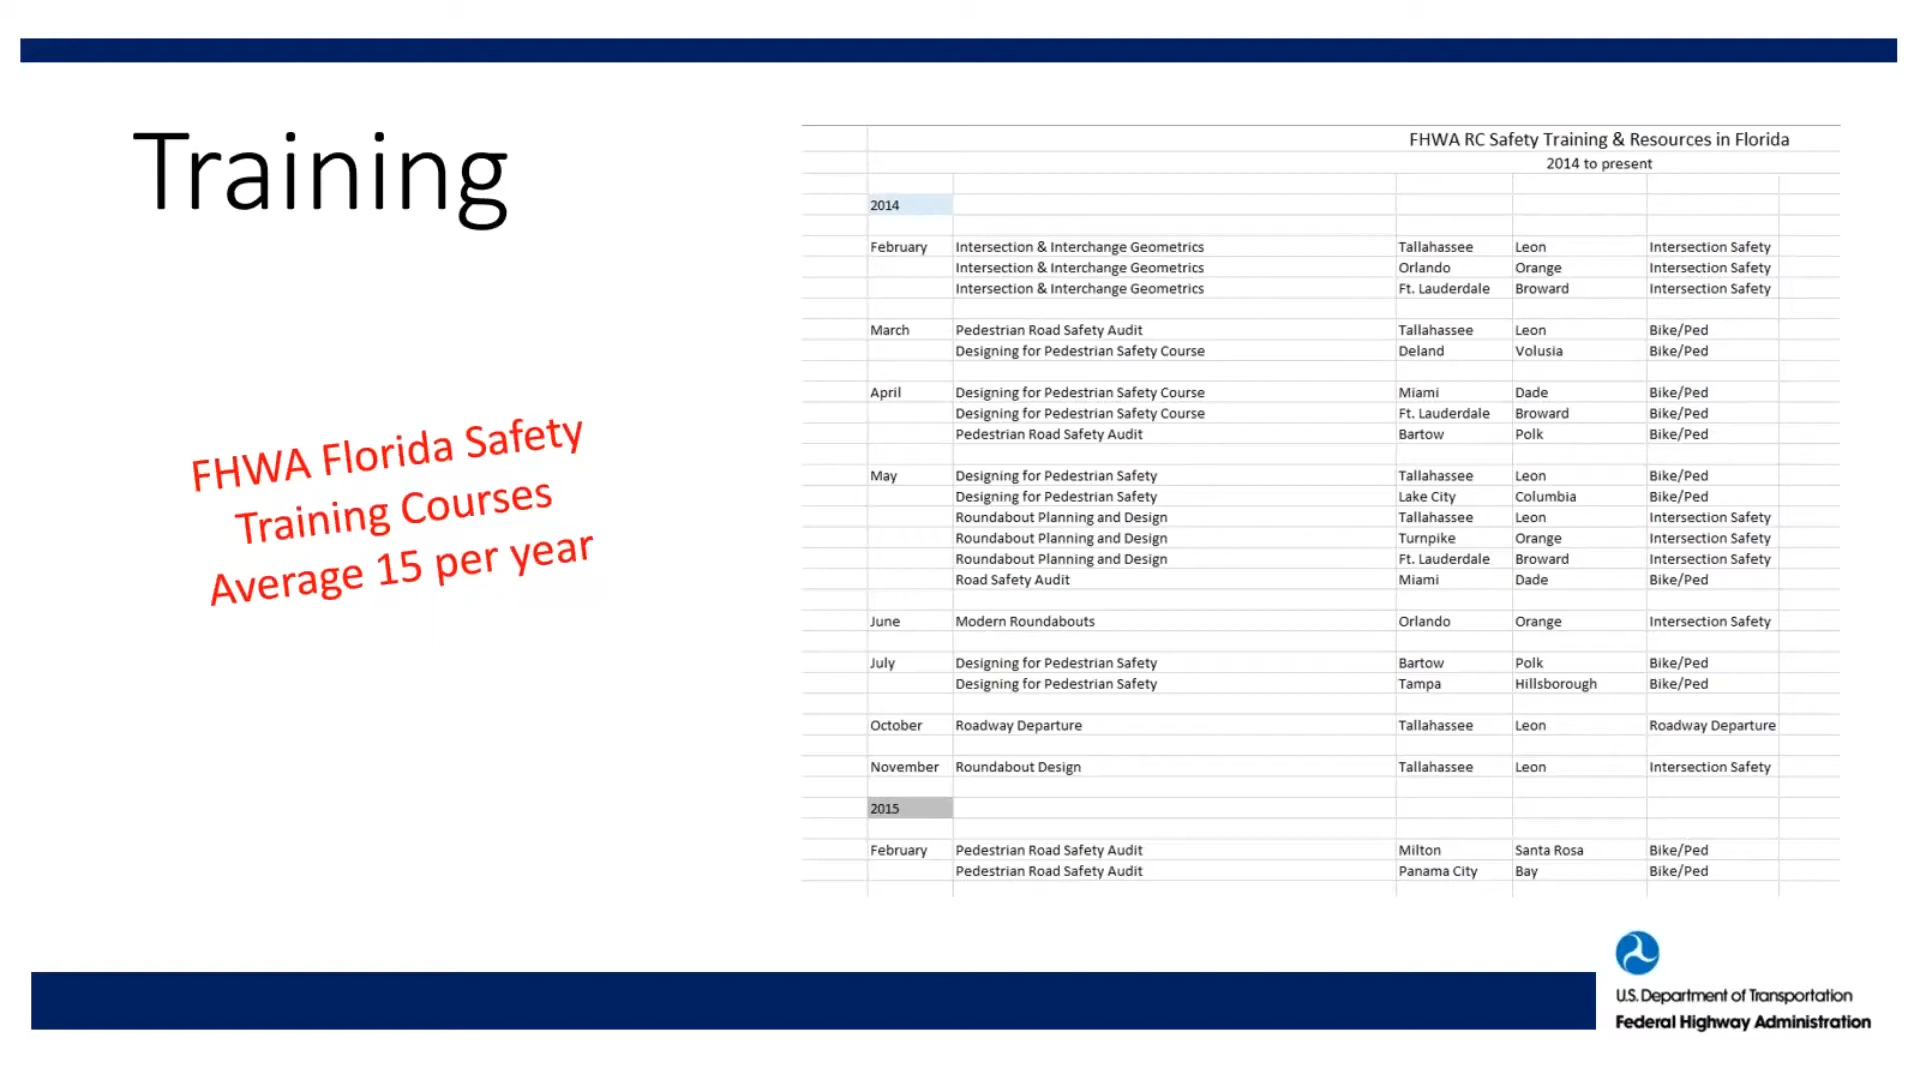 Training
FHWA Florida Safety
Training Courses
Average 15 per year
FHWA RC Safety Training & Resources in Florida
2014 to present
2014
February Intersection & Interchange Geometrics Tallahassee Leon Intersection Safety
Intersection & Interchange Geometrics Orlando Orange Intersection Safety
Intersection & Interchange Geometrics Ft. Lauderdale Broward Intersection Safety
March Pedestrian Road Safety Audit Tallahassee Leon Bike/Ped
Designing for Pedestrian Safety Course Deland Volusia Bike/Ped
April Designing for Pedestrian Safety Course Miami Dade Bike/Ped
Designing for Pedestrian Safety Course Ft. Lauderdale Broward Bike/Ped
Pedestrian Road Safety Audit Bartow Polk Bike/Ped
May Designing for Pedestrian Safety Tallahassee Leon Bike/Ped
Designing for Pedestrian Safety Lake City Columbia Bike/Ped
Roundabout Planning and Design Tallahassee Leon Intersection Safety
Roundabout Planning and Design Turnpike Orange Intersection Safety
Roundabout Planning and Design Ft. Lauderdale Broward Intersection Safety
Road Safety Audit Miami Dade Bike/Ped
June Modern Roundabouts Orlando Orange Intersection Safety
July Designing for Pedestrian Safety Bartow Polk Bike/Ped
Designing for Pedestrian Safety Tampa Hillsborough Bike/Ped
October Roadway Departure Tallahassee Leon Roadway Departure
November Roundabout Design Tallahassee Leon Intersection Safety
2015
February Pedestrian Road Safety Audit Milton Santa Rosa Bike/Ped
Pedestrian Road Safety Audit Panama City Bay Bike/Ped
U.S. Department of Transportation
Federal Highway Administration